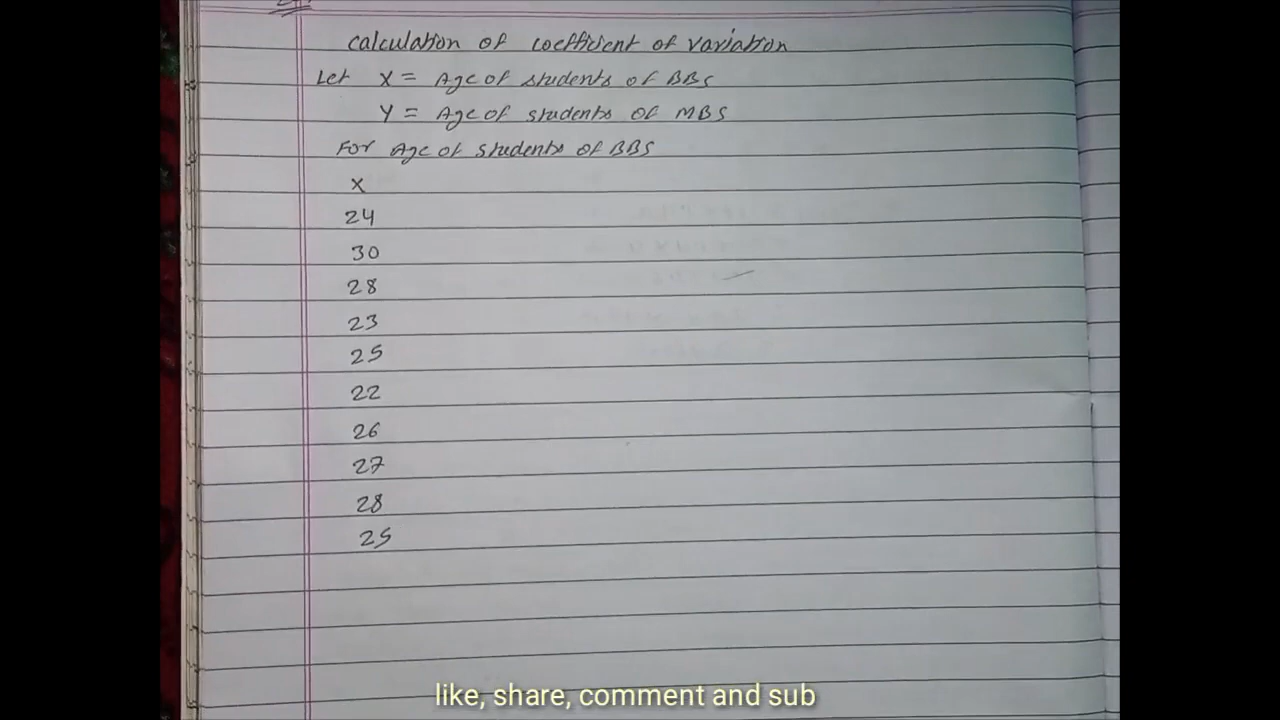 Calculation of coefficient of variation
Let X = Age of students of BBS
Y = Age of students of MBS
For Age of students of BBS
X
24
30
28
23
25
22
26
27
28
25
like, share, comment and sub